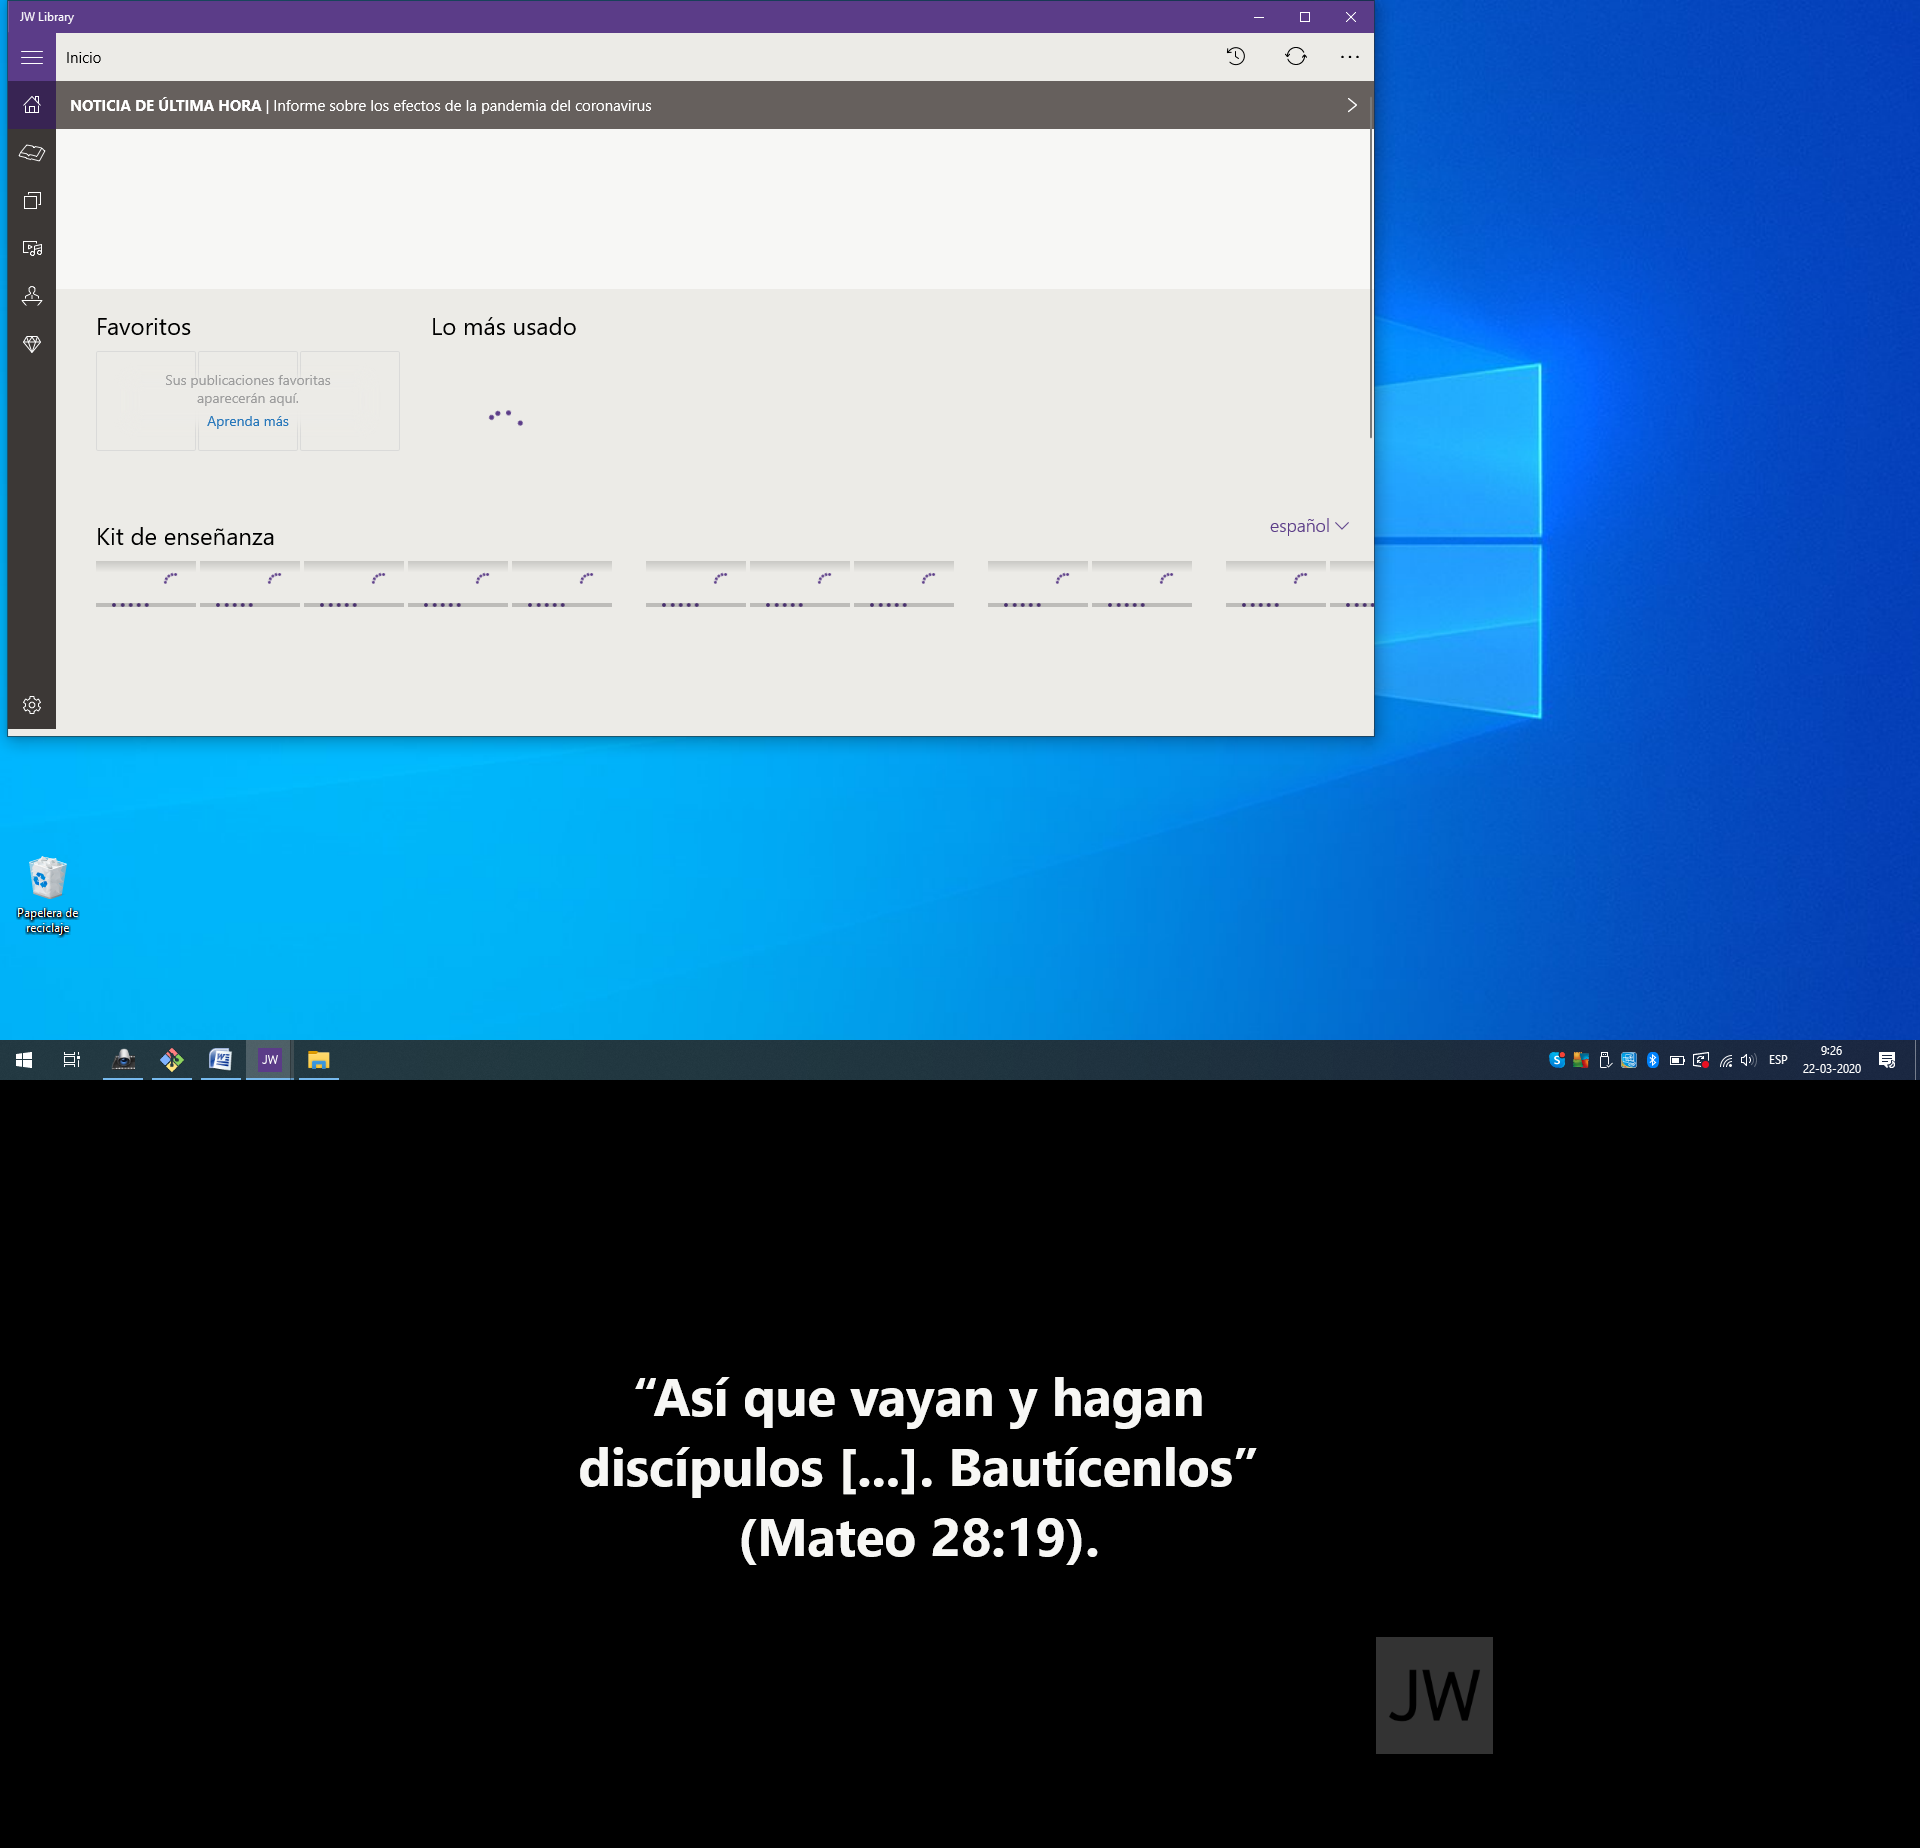 JW Library
Inicio
NOTICIA DE ÚLTIMA HORA | Informe sobre los efectos de la pandemia del coronavirus
Favoritos
Lo más usado
Sus publicaciones favoritas
aparecerán aquí.
Aprenda más
Kit de enseñanza
español
Papelera de
reciclaje
JW
ESP
9:26
22-03-2020
“Así que vayan y hagan
discípulos [...]. Bautícenlos”
(Mateo 28:19).
JW